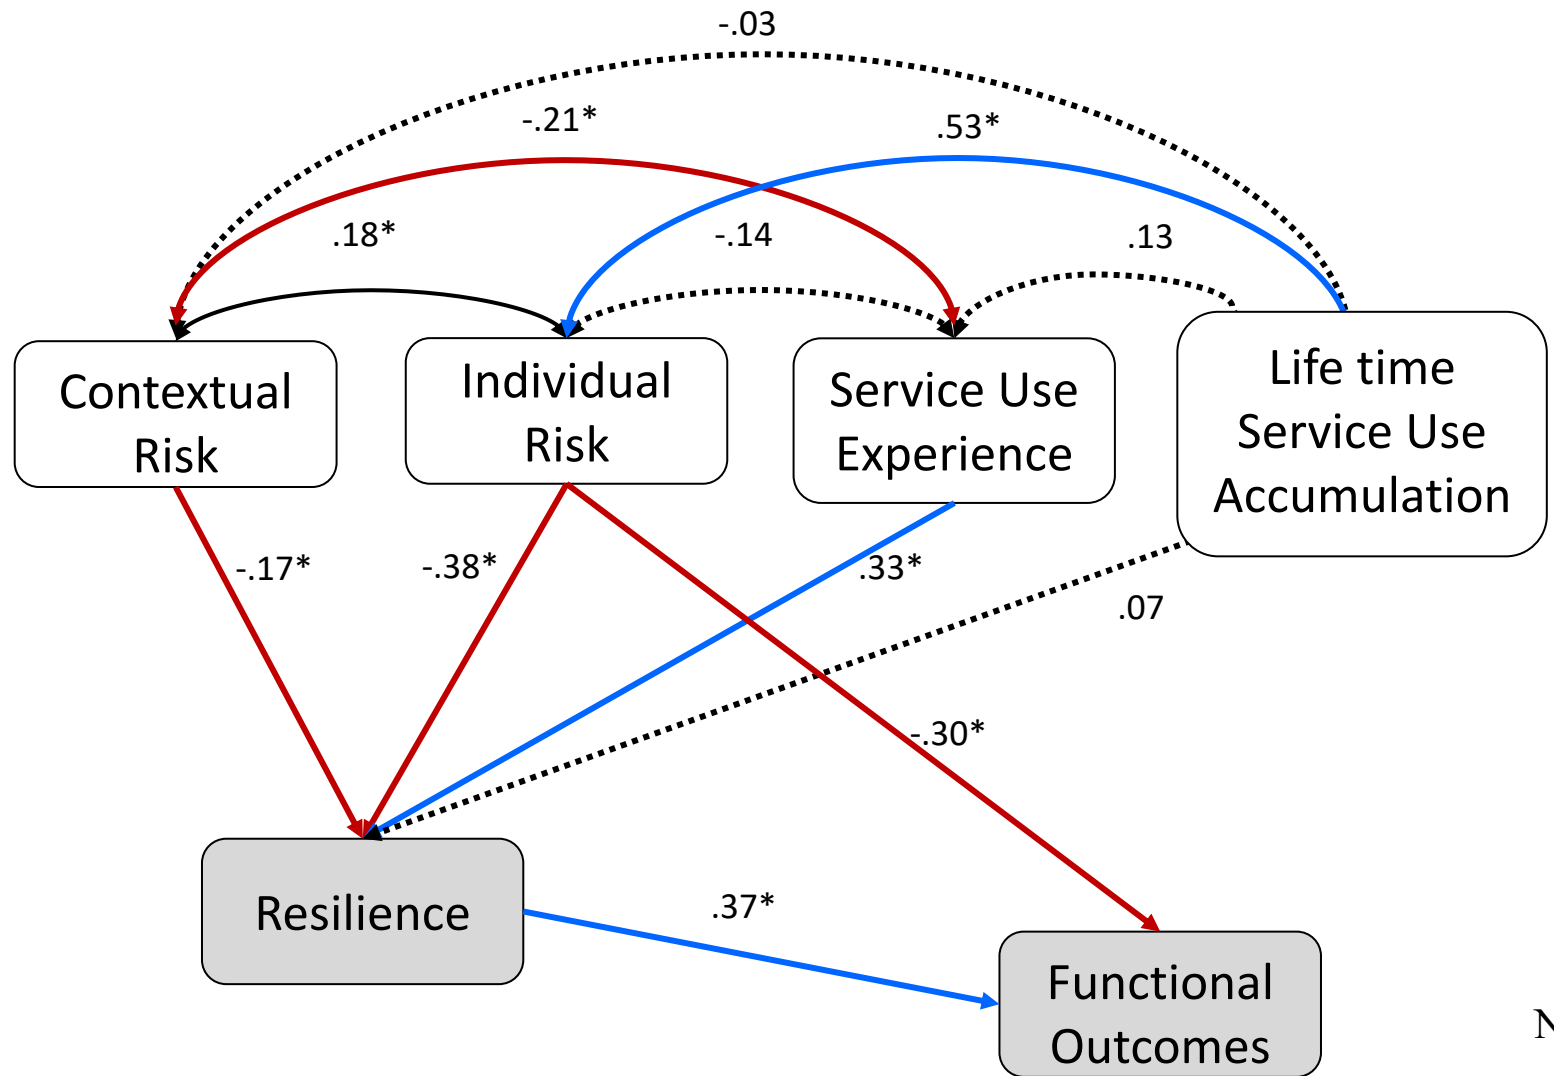 -.03
-.21*
.53*
.18*
-.14
.13
Contextual
Risk
Individual
Risk
Service Use
Experience
Life time
Service Use
Accumulation
-.17*
-.38*
.33*
.07
-.30*
Resilience
.37*
Functional
Outcomes